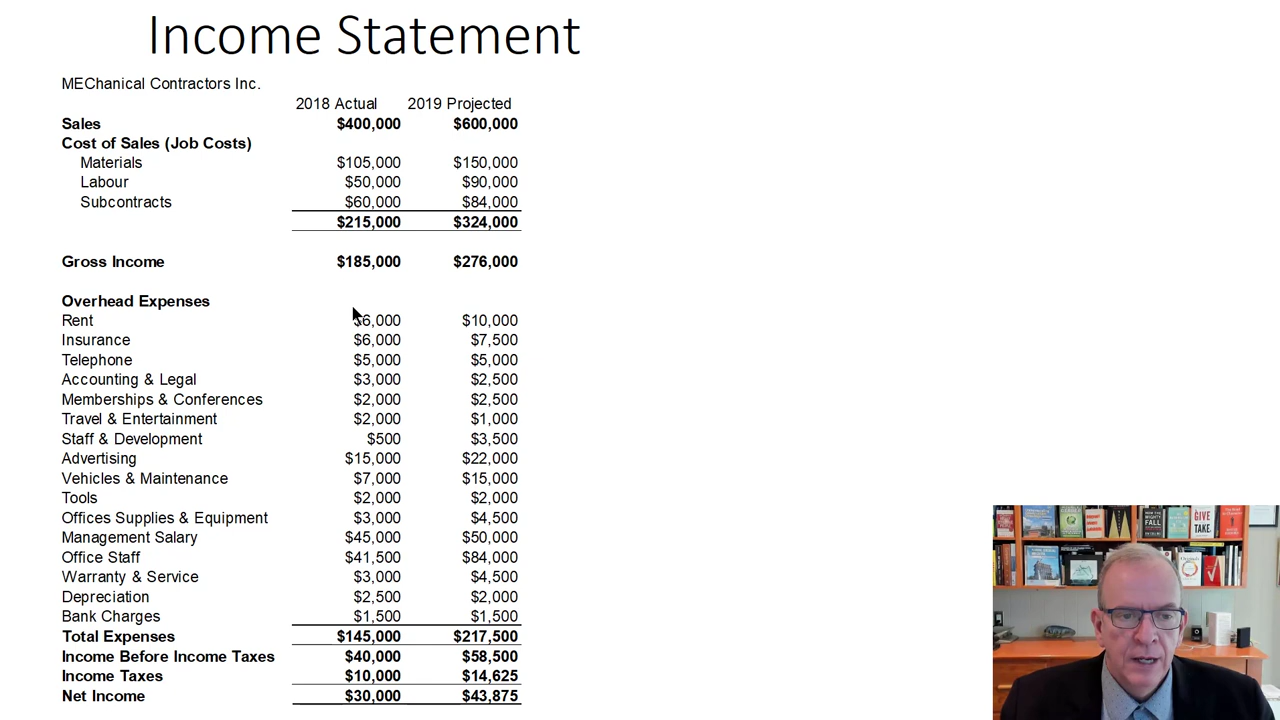 Income Statement
MEChanical Contractors Inc.
2018 Actual 2019 Projected
Sales $400,000 $600,000
Cost of Sales (Job Costs)
Materials $105,000 $150,000
Labour $50,000 $90,000
Subcontracts $60,000 $84,000
$215,000 $324,000
Gross Income $185,000 $276,000
Overhead Expenses
Rent $6,000 $10,000
Insurance $6,000 $7,500
Telephone $5,000 $5,000
Accounting & Legal $3,000 $2,500
Memberships & Conferences $2,000 $2,500
Travel & Entertainment $2,000 $1,000
Staff & Development $500 $3,500
Advertising $15,000 $22,000
Vehicles & Maintenance $7,000 $15,000
Tools $2,000 $2,000
Offices Supplies & Equipment $3,000 $4,500
Management Salary $45,000 $50,000
Office Staff $41,500 $84,000
Warranty & Service $3,000 $4,500
Depreciation $2,500 $2,000
Bank Charges $1,500 $1,500
Total Expenses $145,000 $217,500
Income Before Income Taxes $40,000 $58,500
Income Taxes $10,000 $14,625
Net Income $30,000 $43,875
FALL
GIVE
TAKE.